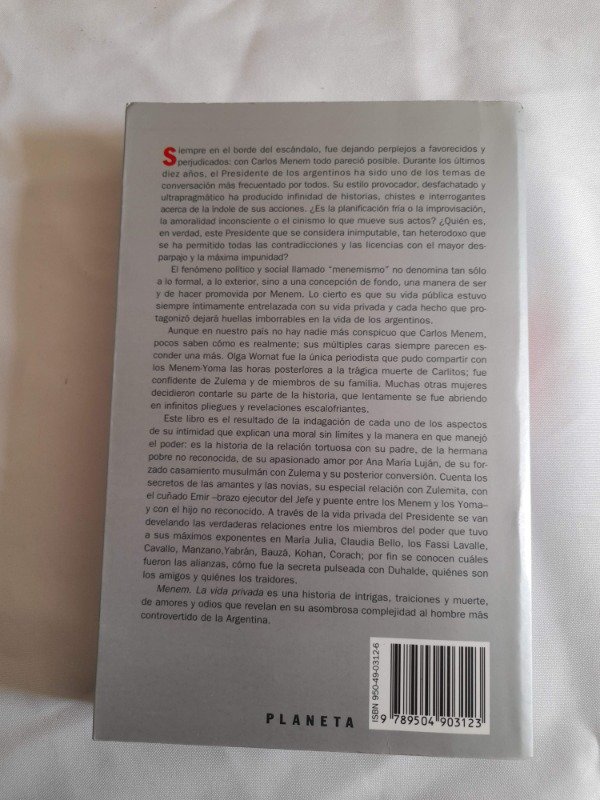 Siempre en el borde del escándalo, fue dejando perplejos a favorecidos y
perjudicados: con Carlos Menem todo pareció posible. Durante los últimos
diez años, el Presidente de los argentinos ha sido uno de los temas de
conversación más frecuentado por todos. Su estilo provocador, desfachatado y
ultrapragmático ha producido infinidad de historias, chistes e interrogantes
acerca de la índole de sus acciones. ¿Es la planificación fría o la improvisación,
la amoralidad inconsciente o el cinismo lo que mueve sus actos? ¿Quién es,
en verdad, este Presidente que se considera inimputable, tan heterodoxo que
se ha permitido todas las contradicciones y las licencias con el mayor des-
parpajo y la máxima impunidad?
El fenómeno político y social llamado "menemismo" no denomina tan sólo
a lo formal, a lo exterior, sino a una concepción de fondo, una manera de ser
y de hacer promovida por Menem. Lo cierto es que su vida pública estuvo
siempre íntimamente entrelazada con su vida privada y cada hecho que pro-
tagonizó dejará huellas imborrables en la vida de los argentinos.
Aunque en nuestro país no hay nadie más conspicuo que Carlos Menem,
pocos saben cómo es realmente; sus múltiples caras siempre parecen es-
conder una más. Olga Wornat fue la única periodista que pudo compartir con
los Menem-Yoma las horas posteriores a la trágica muerte de Carlitos; fue
confidente de Zulema y de miembros de su familia. Muchas otras mujeres
decidieron contarle su parte de la historia, que lentamente se fue abriendo
en infinitos pliegues y revelaciones escalofriantes.
Este libro es el resultado de la indagación de cada uno de los aspectos
de su intimidad que explican una moral sin límites y la manera en que manejó
el poder: es la historia de la relación tortuosa con su padre, de la hermana
pobre no reconocida, de su apasionado amor por Ana María Luján, de su for-
zado casamiento musulmán con Zulema y su posterior conversión. Cuenta los
secretos de las amantes y las novias, su especial relación con Zulemita, con
el cuñado Emir –brazo ejecutor del Jefe y puente entre los Menem y los Yoma–
y con el hijo no reconocido. A través de la vida privada del Presidente se van
develando las verdaderas relaciones entre los miembros del poder que tuvo
a sus máximos exponentes en María Julia, Claudia Bello, los Fassi Lavalle,
Cavallo, Manzano,Yabrán, Bauzá, Kohan, Corach; por fin se conocen cuáles
fueron las alianzas, cómo fue la secreta pulseada con Duhalde, quiénes son
los amigos y quiénes los traidores.
Menem. La vida privada es una historia de intrigas, traiciones y muerte,
de amores y odios que revelan en su asombrosa complejidad al hombre más
controvertido de la Argentina.
PLANETA
ISBN 950-49-0312-6
9 789504 903123